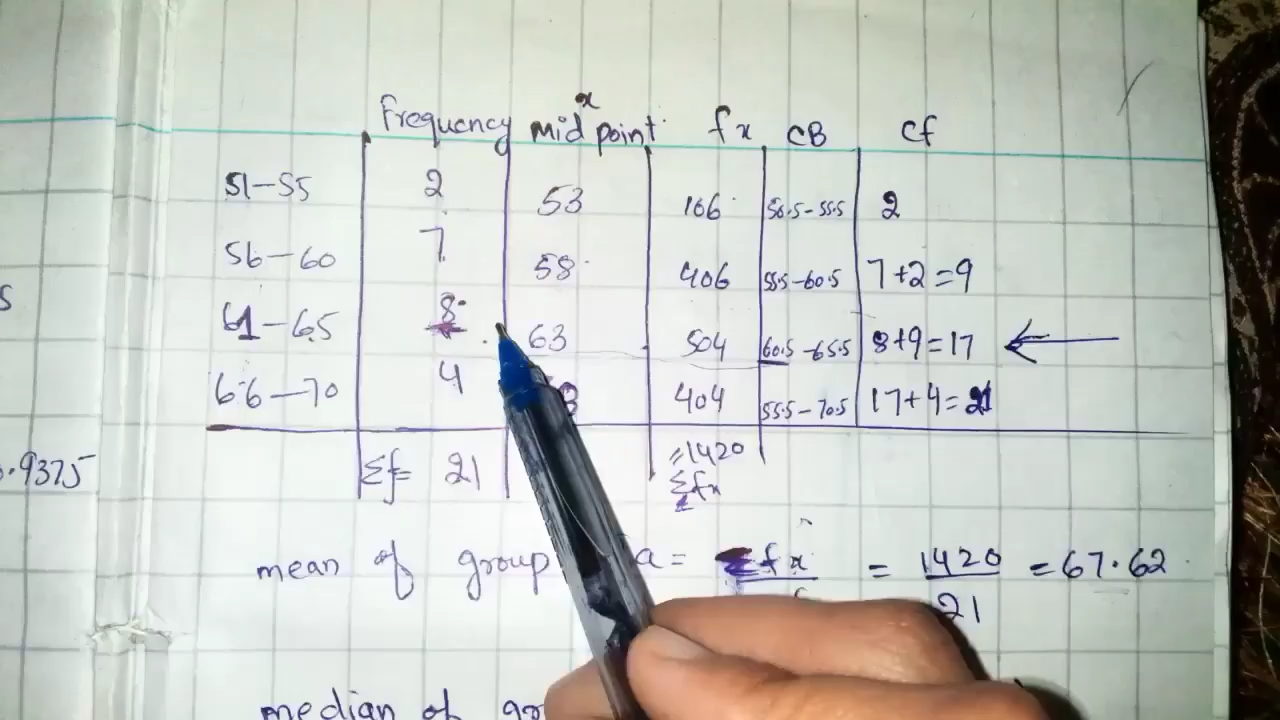 Frequency x Mid point fx CB Cf
51-55 2 53 106 50.5-55.5 2
56-60 7 58 406 55.5-60.5 7+2=9
61-65 8 63 504 60.5-65.5 8+9=17
66-70 4 8 404 55.5-70.5 17+4=21
.9375 Σf= 21 =1420
Σfx
mean of group a= Σfx = 1420 = 67.62
21
median of gro